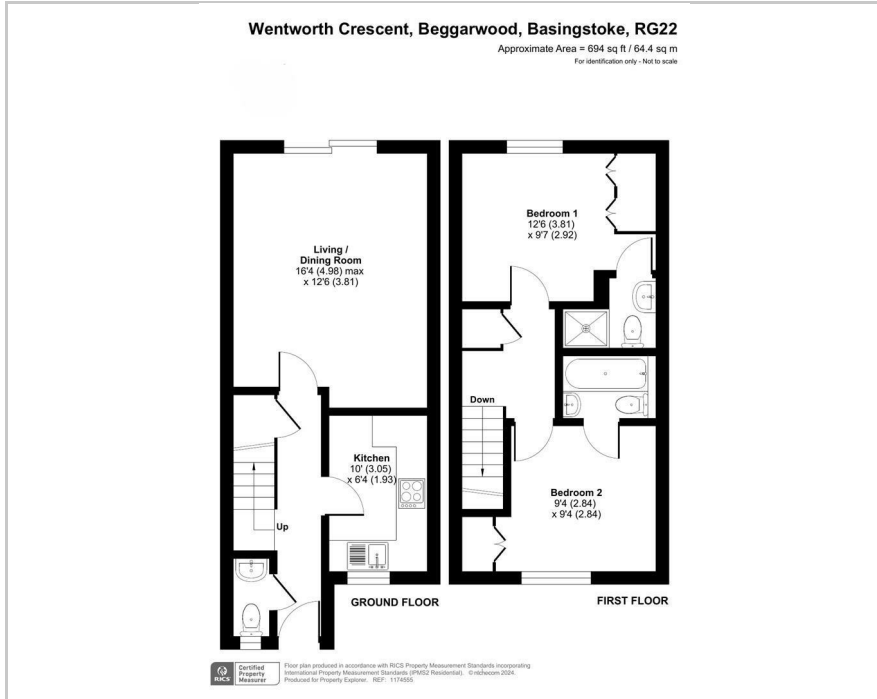 Wentworth Crescent, Beggarwood, Basingstoke, RG22
Approximate Area = 694 sq ft / 64.4 sq m
For identification only - Not to scale
Living /
Dining Room
16'4 (4.98) max
x 12'6 (3.81)
Kitchen
10' (3.05)
x 6'4 (1.93)
Up
GROUND FLOOR
Bedroom 1
12'6 (3.81)
x 9'7 (2.92)
Down
Bedroom 2
9'4 (2.84)
x 9'4 (2.84)
FIRST FLOOR
RICS
Certified
Property
Measurer
Floor plan produced in accordance with RICS Property Measurement Standards incorporating
International Property Measurement Standards (IPMS2 Residential). © nichecom 2024.
Produced for Property Explorer. REF: 1174555